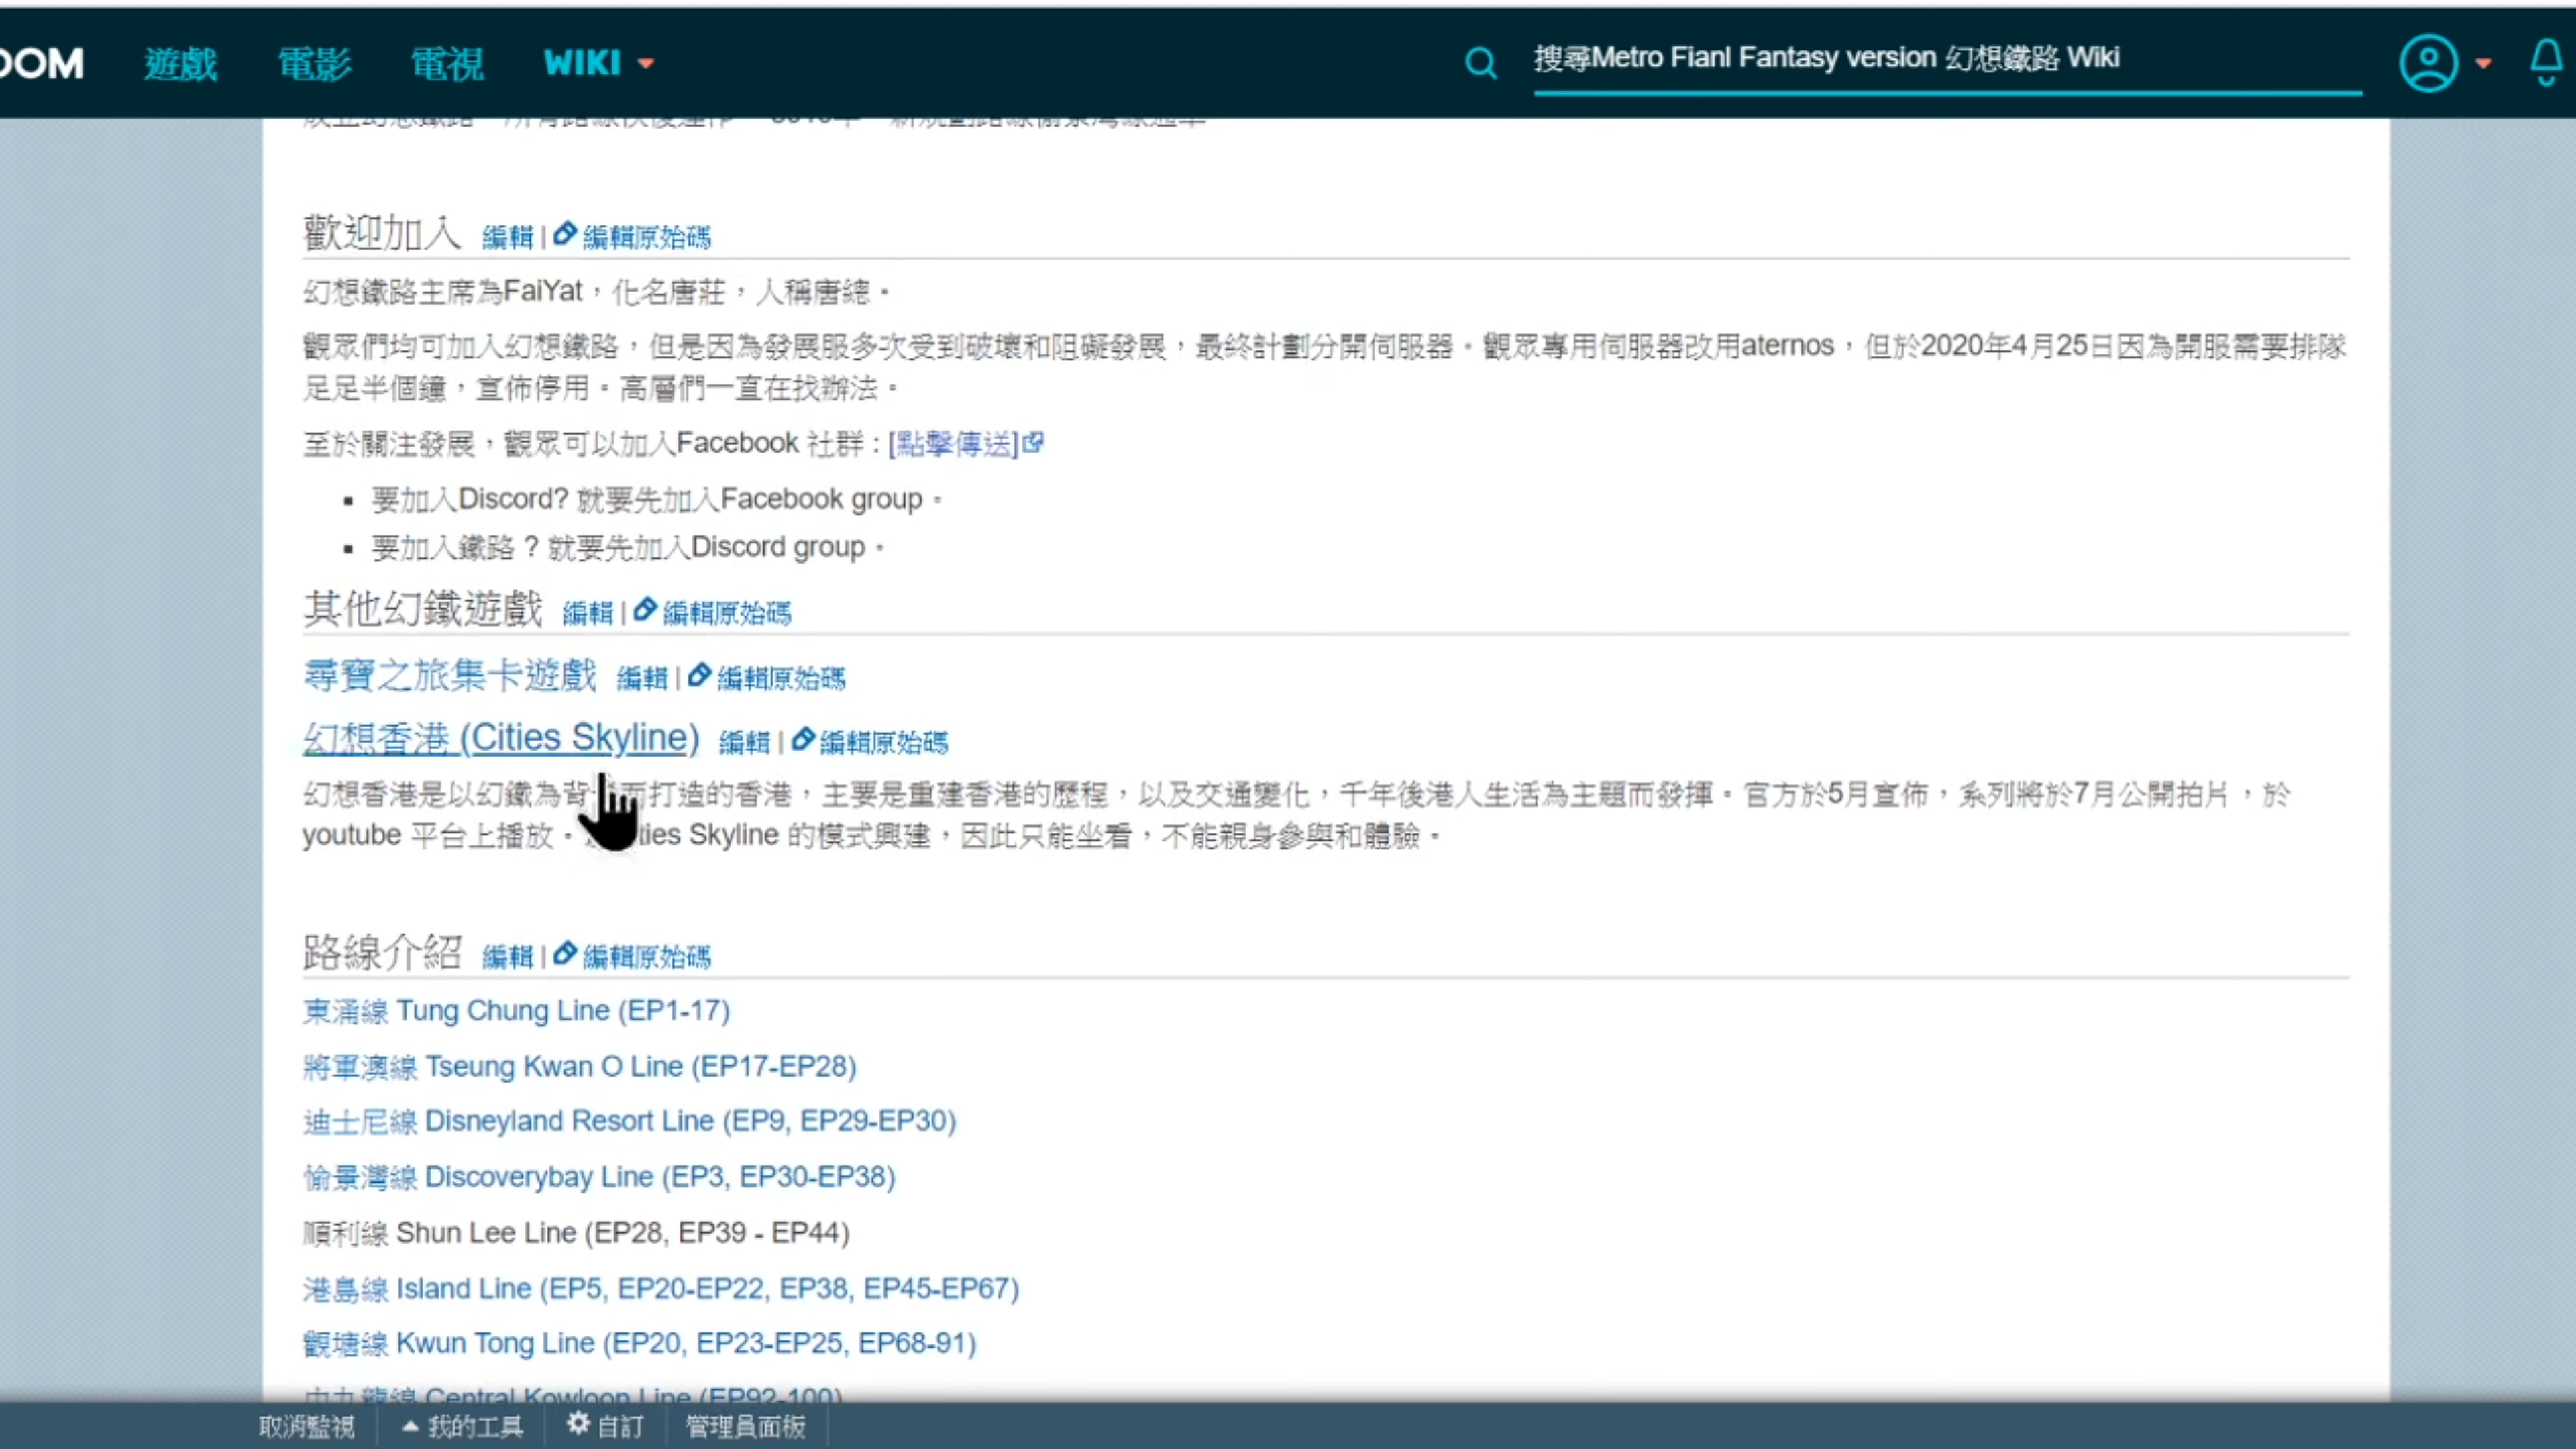 OOM 遊戲 電影 電視 WIKI 搜尋Metro Fianl Fantasy version 幻想鐵路 Wiki
歡迎加入 編輯 | 編輯原始碼
幻想鐵路主席為FaiYat，化名唐莊，人稱唐總。
觀眾們均可加入幻想鐵路，但是因為發展服多次受到破壞和阻礙發展，最終計劃分開伺服器。觀眾專用伺服器改用aternos，但於2020年4月25日因為開服需要排隊
足足半個鐘，宣佈停用。高層們一直在找辦法。
至於關注發展，觀眾可以加入Facebook 社群 : [點擊傳送]
▪ 要加入Discord? 就要先加入Facebook group。
▪ 要加入鐵路 ? 就要先加入Discord group。
其他幻鐵遊戲 編輯 | 編輯原始碼
尋寶之旅集卡遊戲 編輯 | 編輯原始碼
幻想香港 (Cities Skyline) 編輯 | 編輯原始碼
幻想香港是以幻鐵為背 而打造的香港，主要是重建香港的歷程，以及交通變化，千年後港人生活為主題而發揮。官方於5月宣佈，系列將於7月公開拍片，於
youtube 平台上播放。 ties Skyline 的模式興建，因此只能坐看，不能親身參與和體驗。
路線介紹 編輯 | 編輯原始碼
東涌線 Tung Chung Line (EP1-17)
將軍澳線 Tseung Kwan O Line (EP17-EP28)
迪士尼線 Disneyland Resort Line (EP9, EP29-EP30)
愉景灣線 Discoverybay Line (EP3, EP30-EP38)
順利線 Shun Lee Line (EP28, EP39 - EP44)
港島線 Island Line (EP5, EP20-EP22, EP38, EP45-EP67)
觀塘線 Kwun Tong Line (EP20, EP23-EP25, EP68-91)
中九龍線 Central Kowloon Line (EP92-100)
取消監視 我的工具 自訂 管理員面板